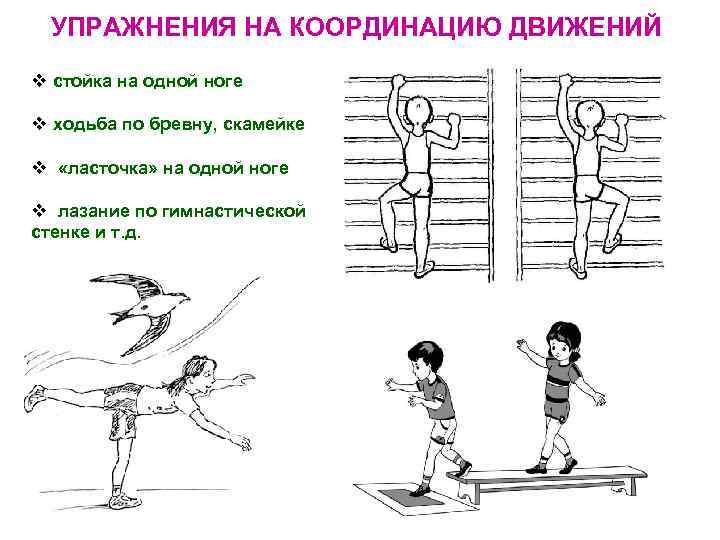 УПРАЖНЕНИЯ НА КООРДИНАЦИЮ ДВИЖЕНИЙ
❖ стойка на одной ноге
❖ ходьба по бревну, скамейке
❖ «ласточка» на одной ноге
❖ лазание по гимнастической
стенке и т.д.